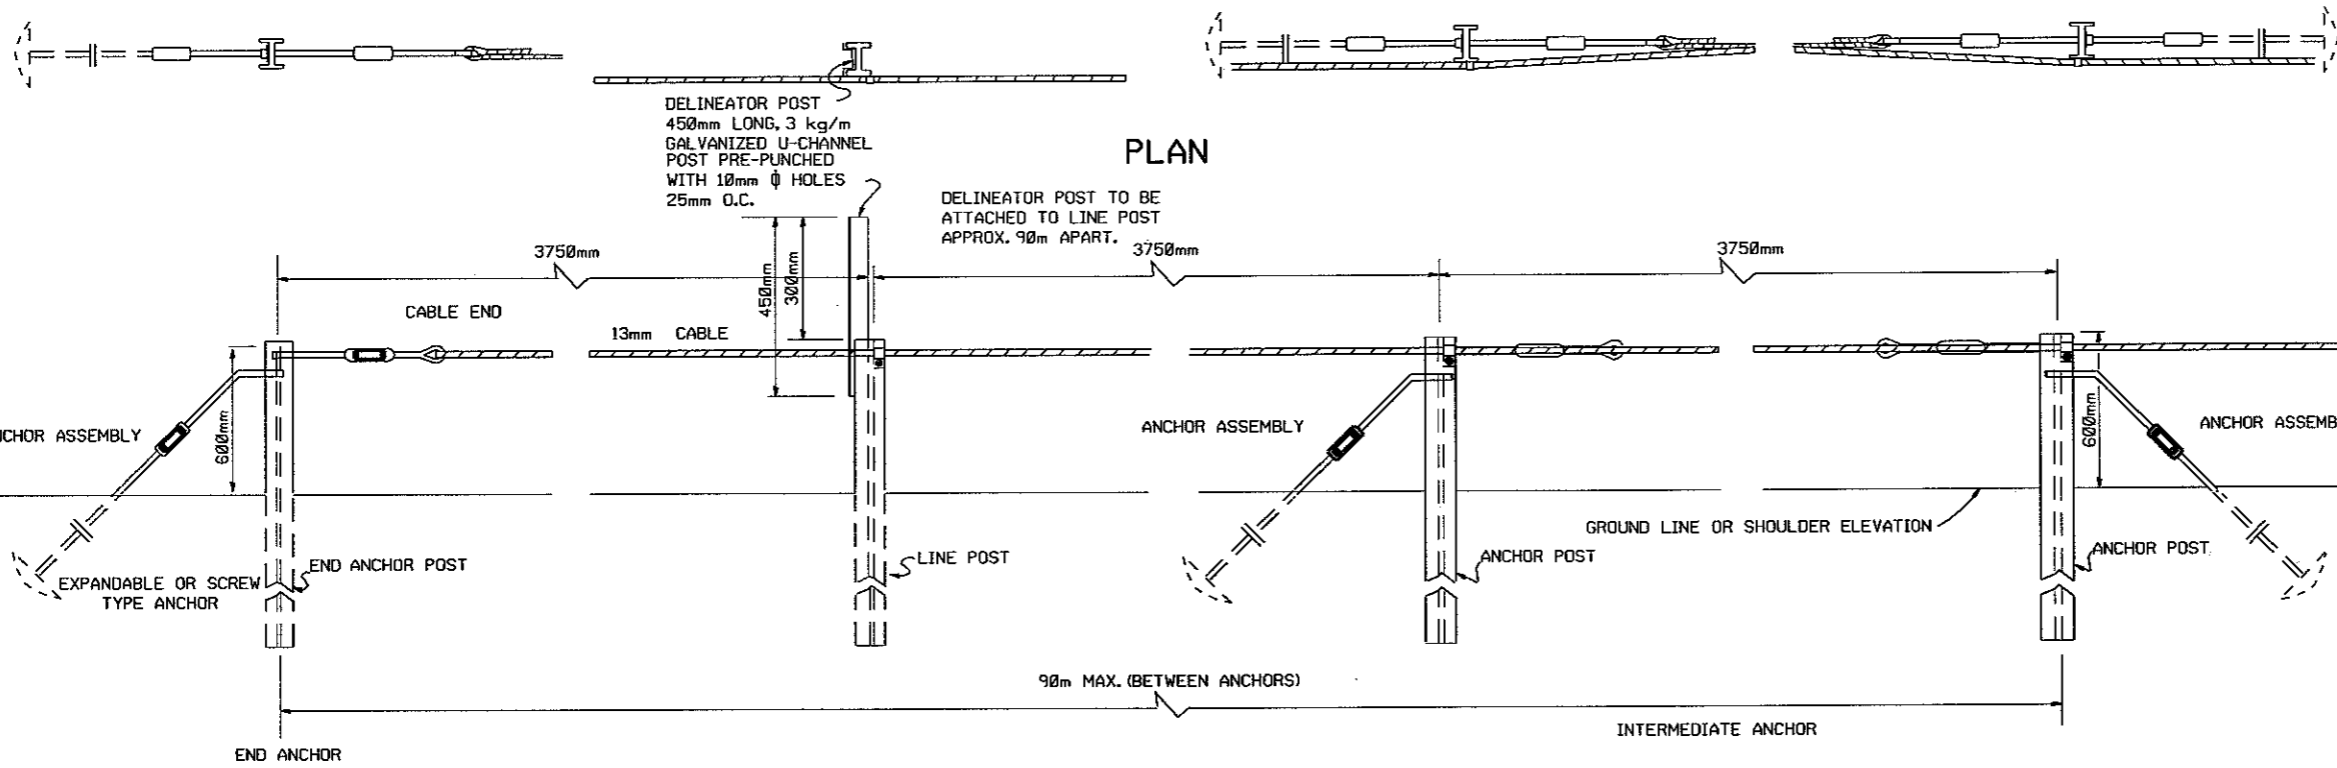 DELINEATOR POST
450mm LONG, 3 kg/m
GALVANIZED U-CHANNEL
POST PRE-PUNCHED
WITH 10mm ϕ HOLES
25mm O.C.
PLAN
DELINEATOR POST TO BE
ATTACHED TO LINE POST
APPROX. 90m APART.
3750mm
3750mm
3750mm
450mm
300mm
CABLE END
13mm CABLE
NCHOR ASSEMBLY
600mm
ANCHOR ASSEMBLY
600mm
ANCHOR ASSEMB
GROUND LINE OR SHOULDER ELEVATION
END ANCHOR POST
LINE POST
ANCHOR POST
ANCHOR POST
EXPANDABLE OR SCREW
TYPE ANCHOR
90m MAX. (BETWEEN ANCHORS)
INTERMEDIATE ANCHOR
END ANCHOR